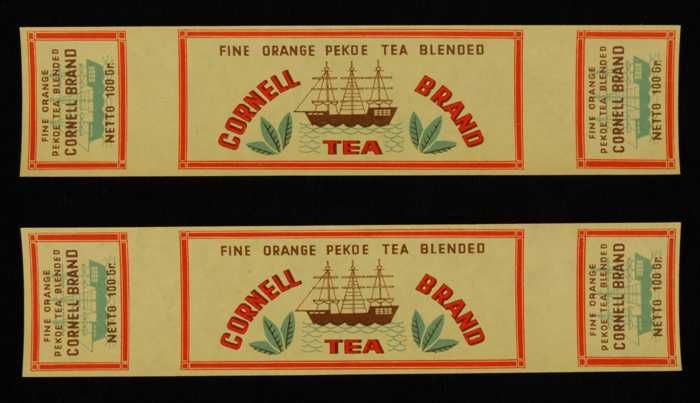 FINE ORANGE
PEKOE TEA BLENDED
CORNELL BRAND
NETTO 100 Gr.
FINE ORANGE PEKOE TEA BLENDED
CORNELL BRAND
TEA
FINE ORANGE
PEKOE TEA BLENDED
CORNELL BRAND
NETTO 100 Gr.
FINE ORANGE
PEKOE TEA BLENDED
CORNELL BRAND
NETTO 100 Gr.
FINE ORANGE PEKOE TEA BLENDED
CORNELL BRAND
TEA
FINE ORANGE
PEKOE TEA BLENDED
CORNELL BRAND
NETTO 100 Gr.